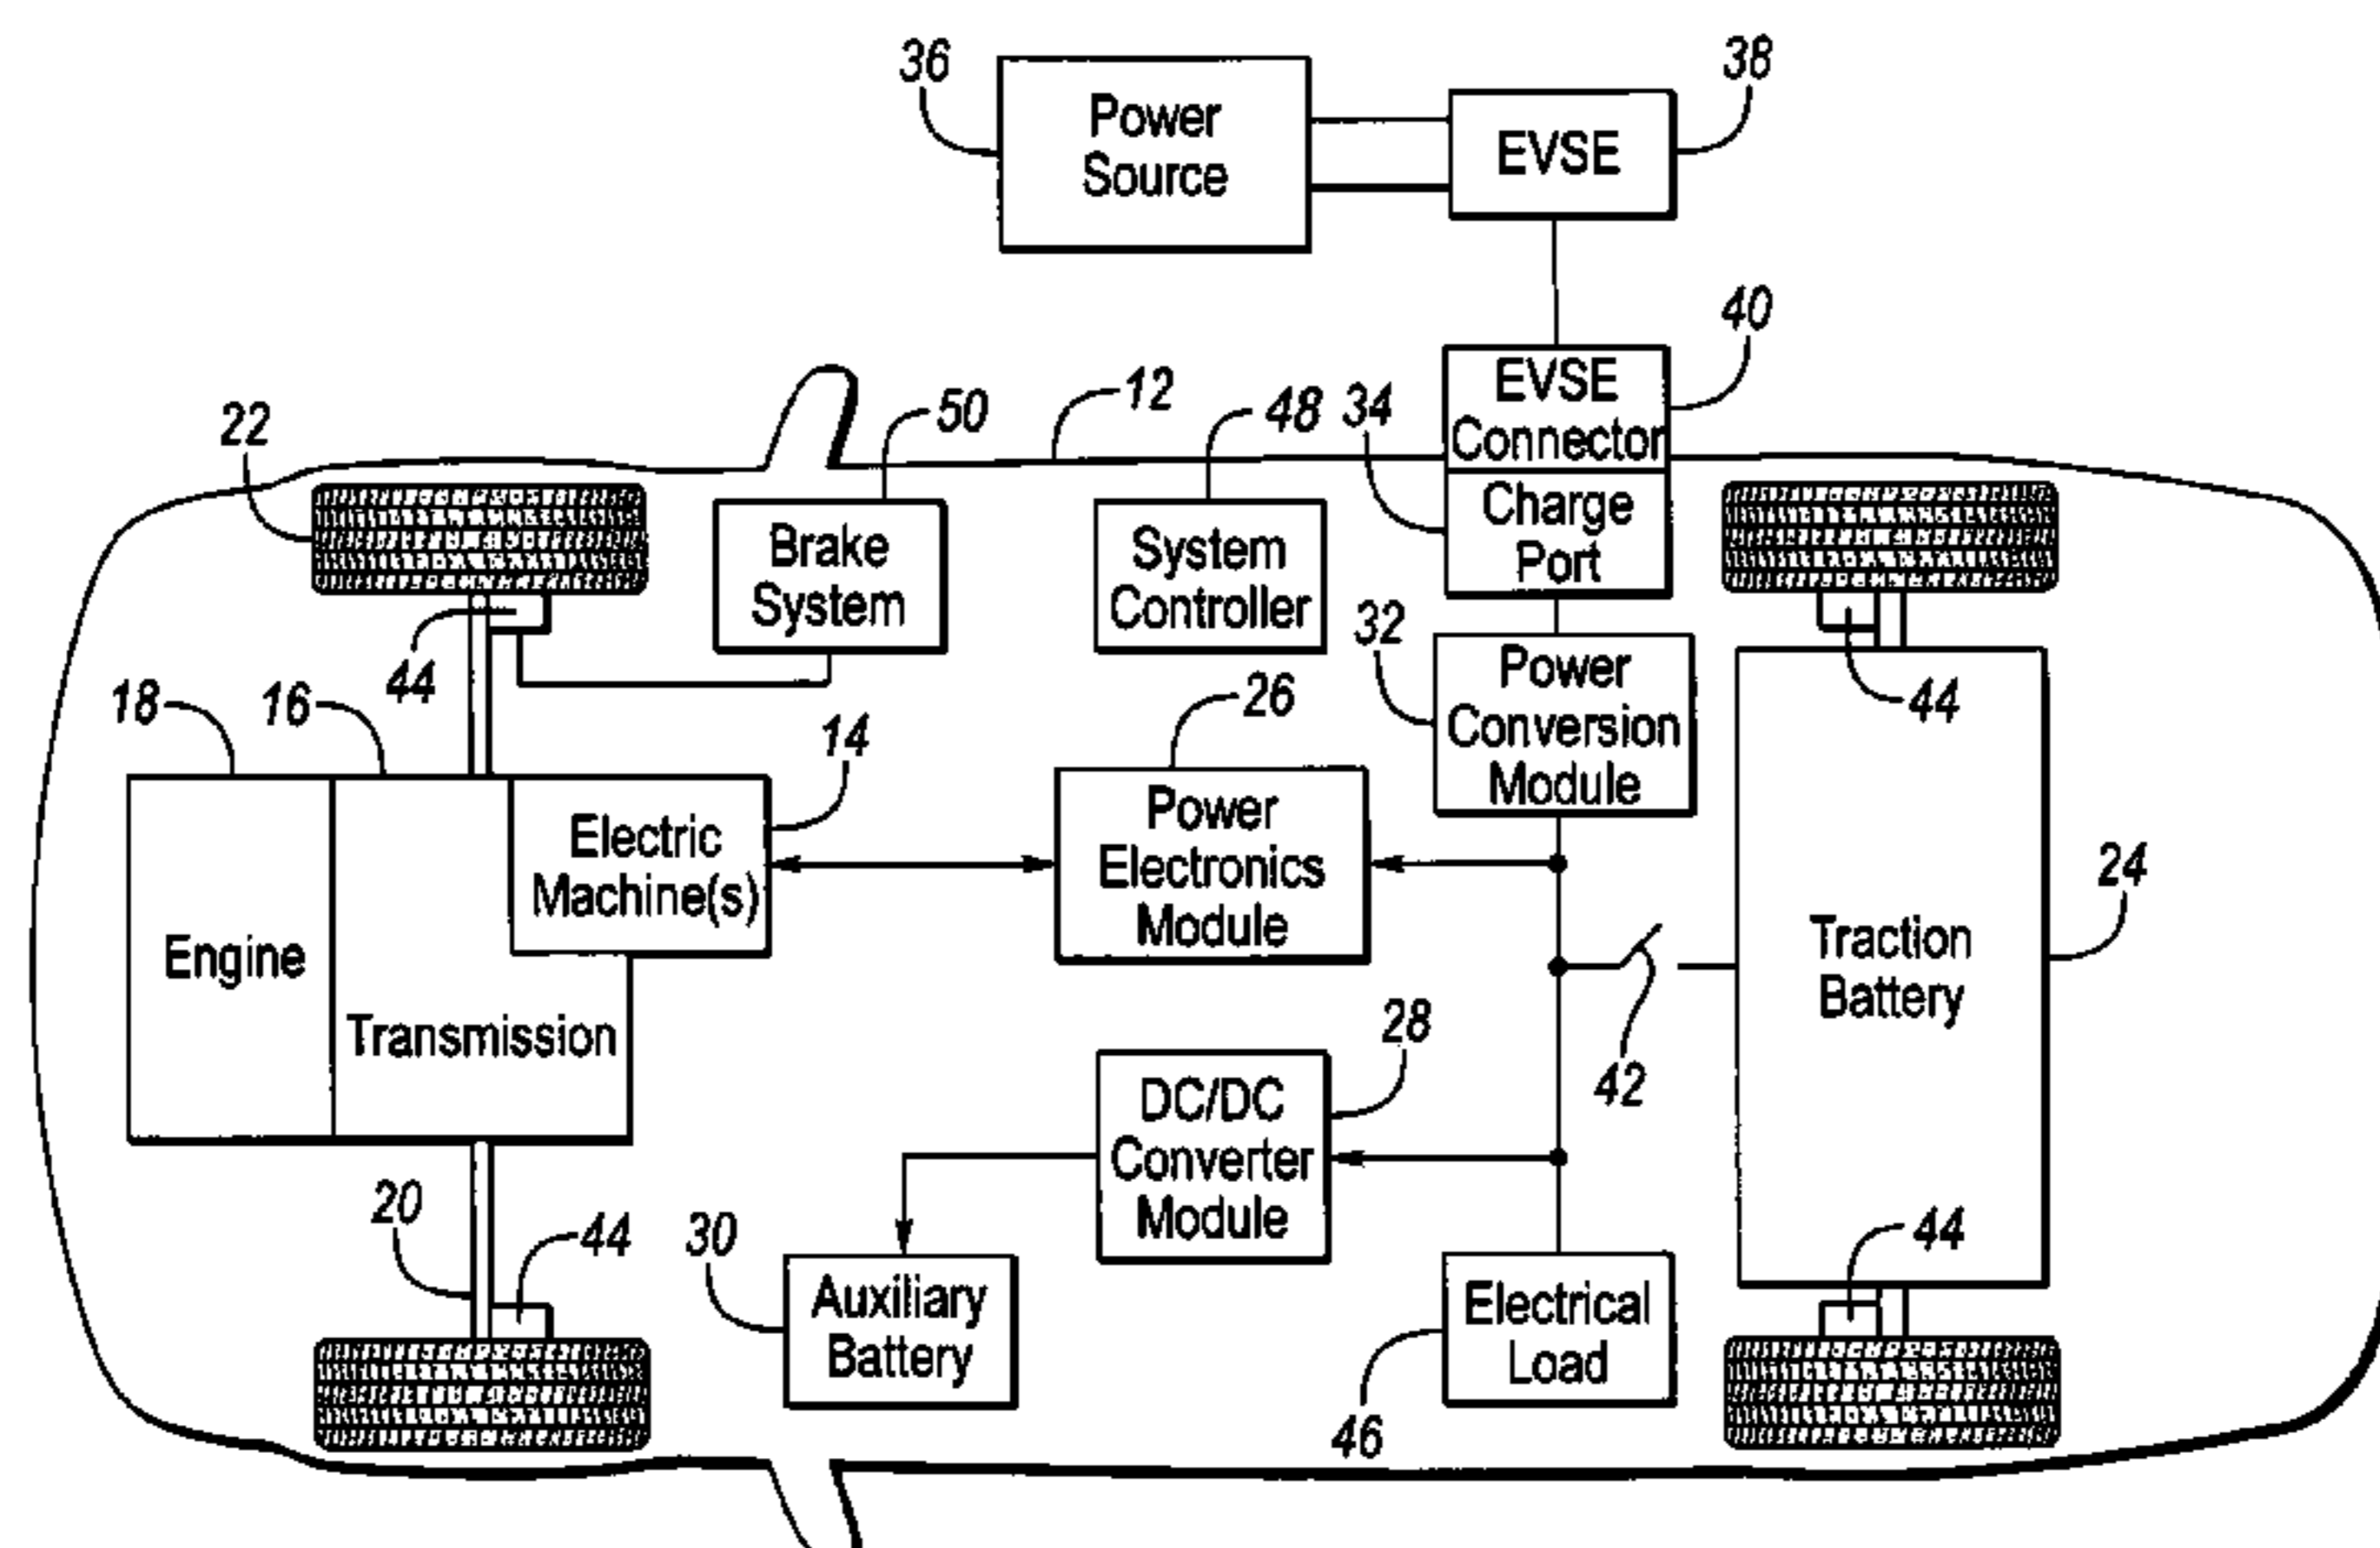 36
Power
Source
EVSE
38
40
EVSE
Connector
12
50
48
34
22
Charge
Port
Brake
System
System
Controller
44
32
Power
Conversion
Module
44
18
16
14
26
Electric
Machine(s)
Power
Electronics
Module
24
Engine
Traction
Battery
Transmission
28
42
DC/DC
Converter
Module
20
44
30
44
Auxiliary
Battery
Electrical
Load
46